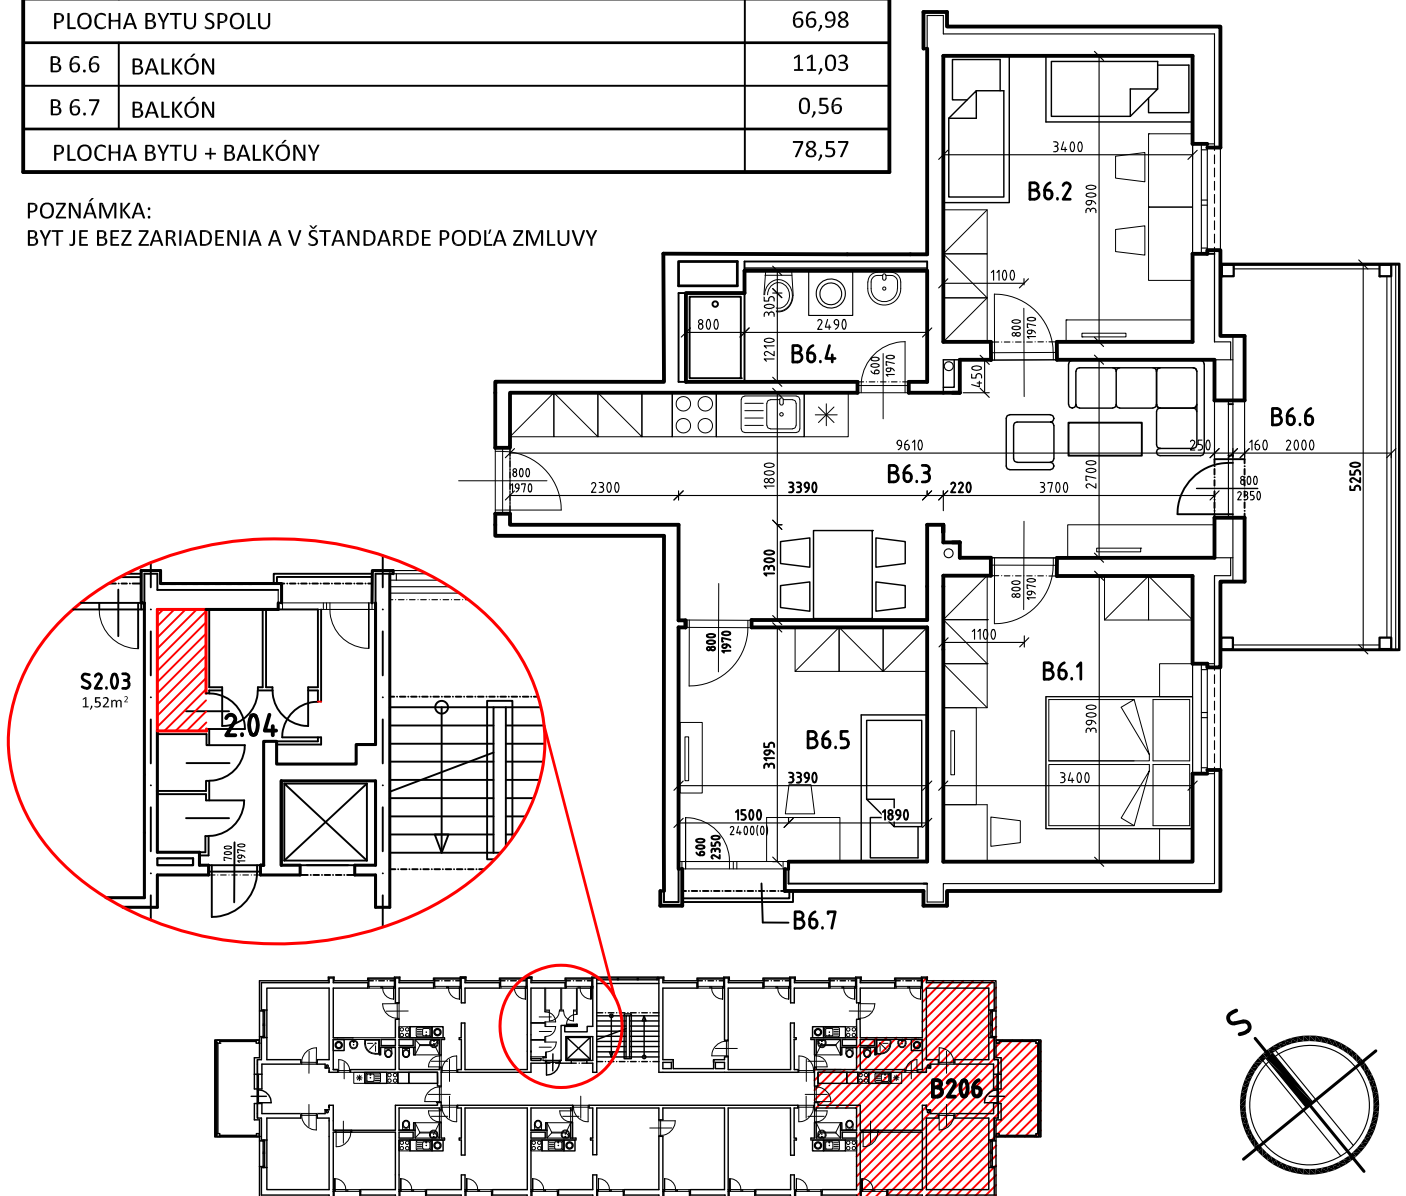 PLOCHA BYTU SPOLU 66,98
B 6.6 BALKÓN 11,03
B 6.7 BALKÓN 0,56
PLOCHA BYTU + BALKÓNY 78,57
POZNÁMKA:
BYT JE BEZ ZARIADENIA A V ŠTANDARDE PODĽA ZMLUVY
3400
B6.2
3900
1100
800
1970
305
800
2490
1210
B6.4
600
1970
450
B6.6
9610
250
160
2000
B6.3
800
1970
1800
2300
3390
220
3700
2700
800
2350
5250
1300
800
1970
800
1970
1100
B6.1
3900
3400
B6.5
3195
3390
1500
1890
2400(0)
600
2350
B6.7
S2.03
1,52m²
2.04
700
1970
B206
S